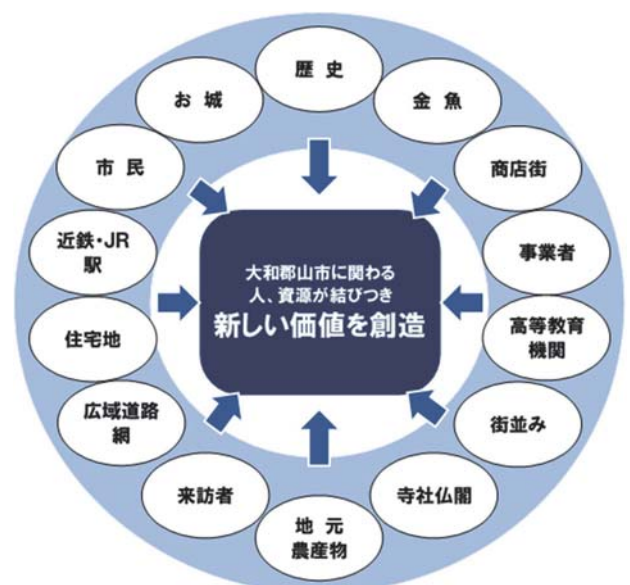 歴 史
金 魚
商店街
事業者
高等教育
機関
街並み
寺社仏閣
地 元
農産物
来訪者
広域道路
網
住宅地
近鉄・JR
駅
市 民
お 城
大和郡山市に関わる
人、資源が結びつき
新しい価値を創造